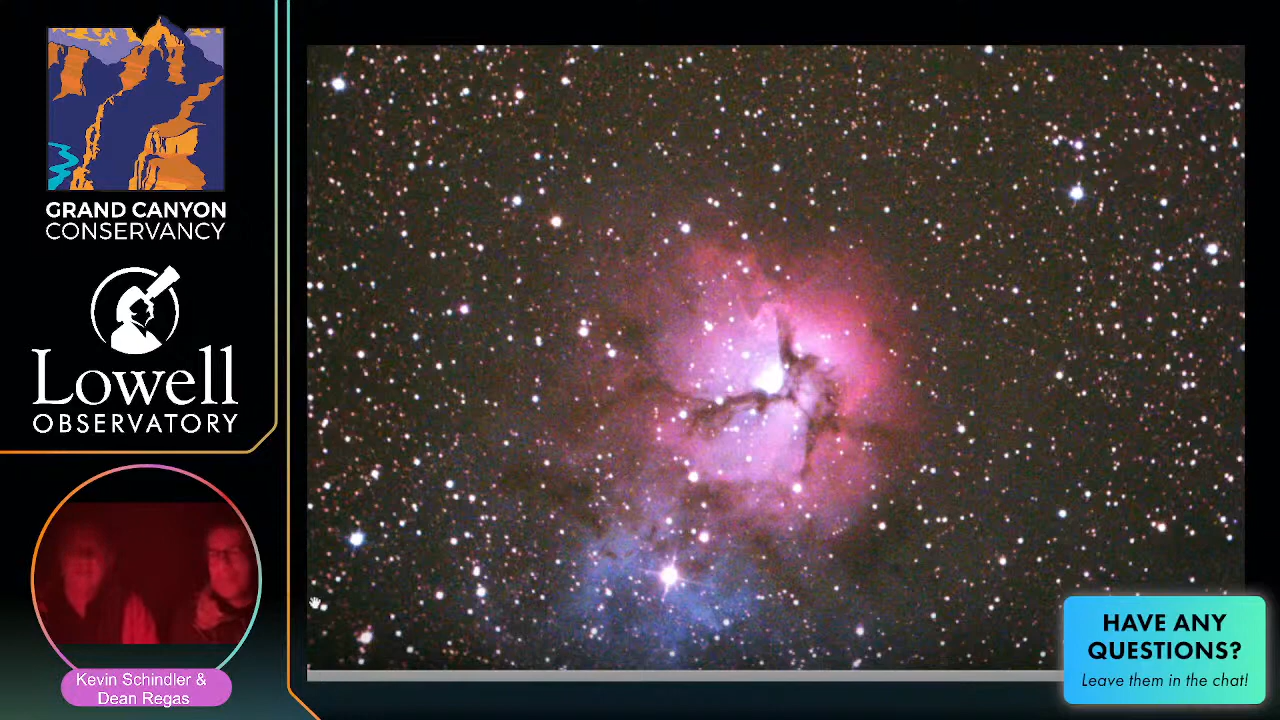 GRAND CANYON
CONSERVANCY
Lowell
OBSERVATORY
Kevin Schindler &
Dean Regas
HAVE ANY
QUESTIONS?
Leave them in the chat!